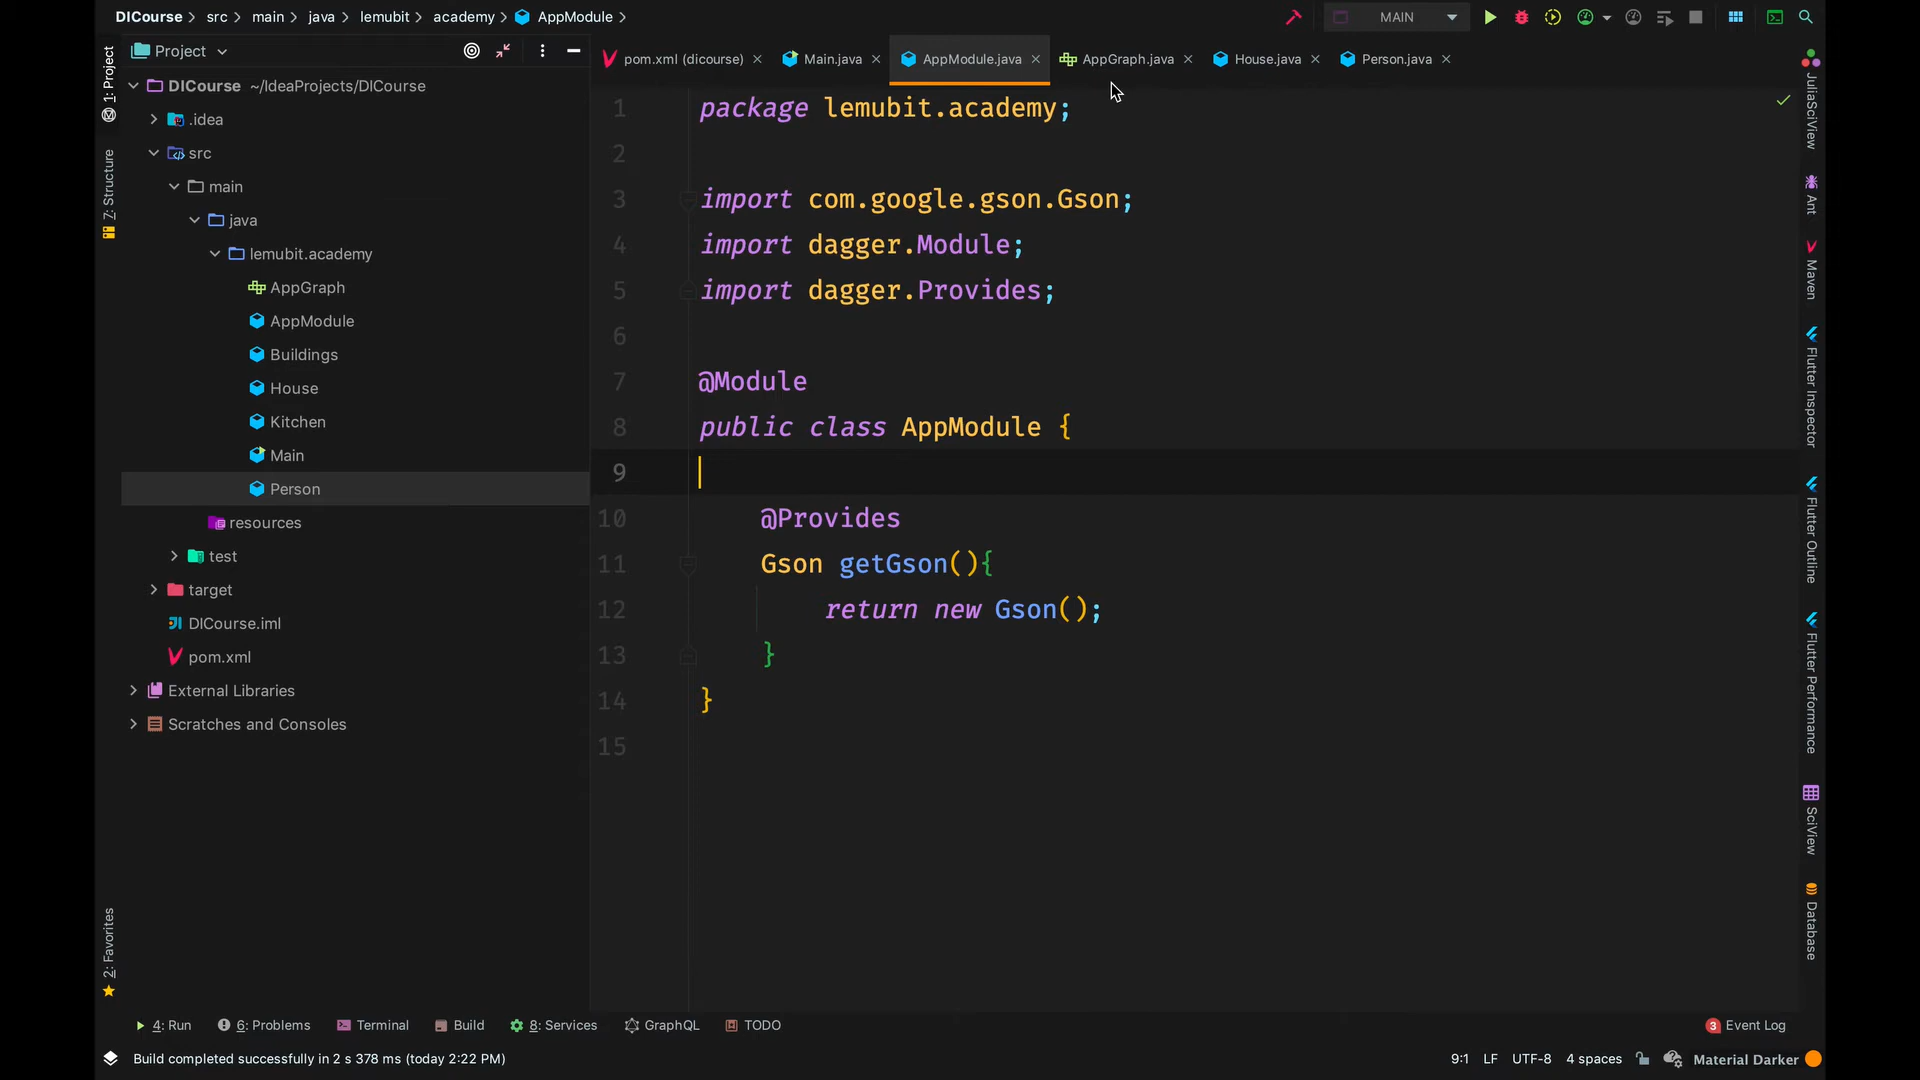 DICourse > src > main > java > lemubit > academy > AppModule >
MAIN
Project
pom.xml (dicourse)
Main.java
AppModule.java
AppGraph.java
House.java
Person.java
1: Project
7: Structure
2: Favorites
DICourse ~/IdeaProjects/DICourse
.idea
src
main
java
lemubit.academy
AppGraph
AppModule
Buildings
House
Kitchen
Main
Person
resources
test
target
DICourse.iml
pom.xml
External Libraries
Scratches and Consoles
1 package lemubit.academy;
2
3 import com.google.gson.Gson;
4 import dagger.Module;
5 import dagger.Provides;
6
7 @Module
8 public class AppModule {
9
10 @Provides
11 Gson getGson(){
12 return new Gson();
13 }
14 }
15
JuliaSciView
Ant
Maven
Flutter Inspector
Flutter Outline
Flutter Performance
SciView
Database
4: Run
6: Problems
Terminal
Build
8: Services
GraphQL
TODO
3 Event Log
Build completed successfully in 2 s 378 ms (today 2:22 PM)
9:1 LF UTF-8 4 spaces Material Darker